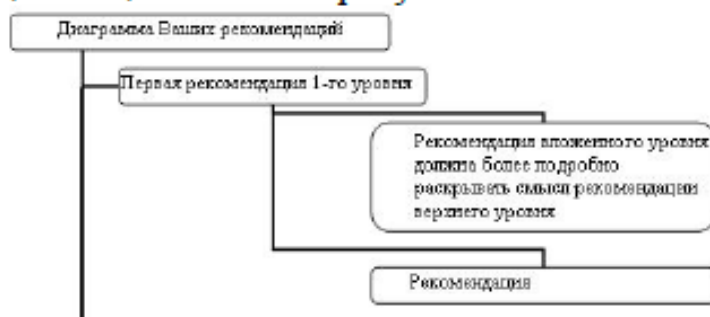 Диаграмма Ваших рекомендаций
Первая рекомендация 1-го уровня
Рекомендация вложенного уровня
должна более подробно
раскрывать смысл рекомендации
верхнего уровня
Рекомендация